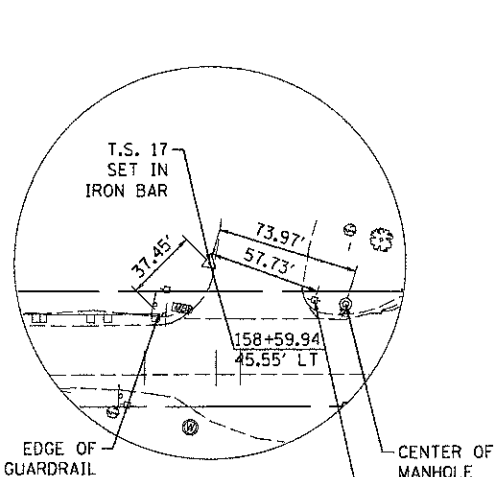 T.S. 17
SET IN
IRON BAR
73.97'
57.73'
37.45'
158+59.94
45.55' LT
W
EDGE OF
GUARDRAIL
CENTER OF
MANHOLE